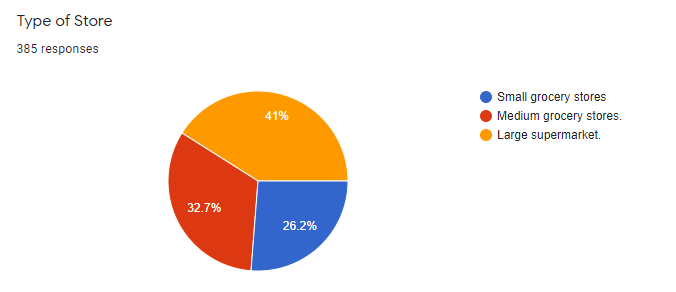 Type of Store
385 responses
Small grocery stores
Medium grocery stores.
Large supermarket.
41%
32.7%
26.2%